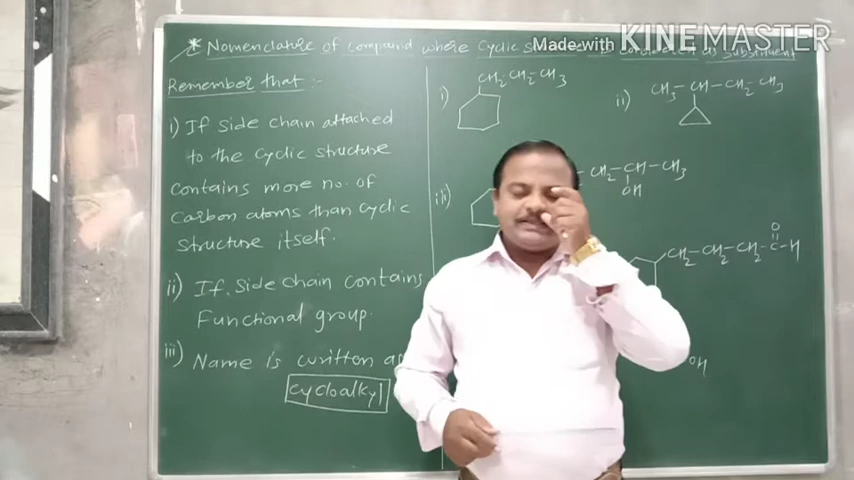 * Nomenclature of compound where cyclic s
Made with KINEMASTER
substituent
Remember that :-
i) If side chain attached
to the cyclic structure
contains more no. of
carbon atoms than cyclic
structure itself.
ii) If side chain contains
Functional group.
iii) Name is written as
cycloalkyl
i) CH2 CH2 - CH3
ii) CH3 - CH - CH2 - CH3
iii) - CH2 - CH - CH3
OH
O
CH2 - CH2 - CH2 - C - H
OH